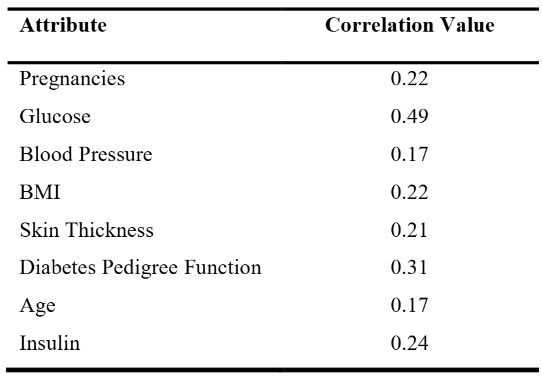 Attribute Correlation Value
Pregnancies 0.22
Glucose 0.49
Blood Pressure 0.17
BMI 0.22
Skin Thickness 0.21
Diabetes Pedigree Function 0.31
Age 0.17
Insulin 0.24